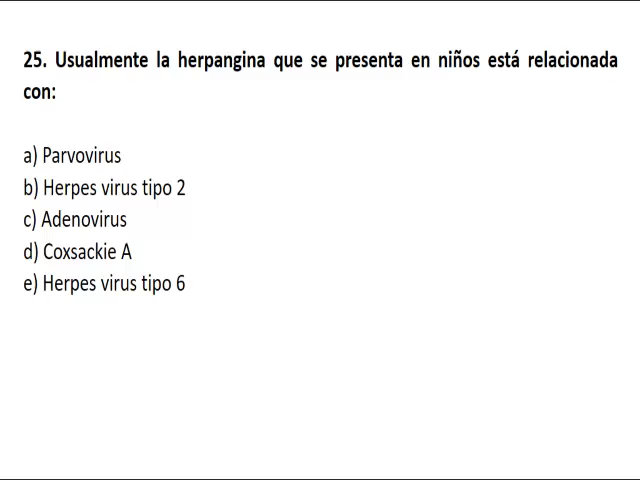 25. Usualmente la herpangina que se presenta en niños está relacionada
con:
a) Parvovirus
b) Herpes virus tipo 2
c) Adenovirus
d) Coxsackie A
e) Herpes virus tipo 6